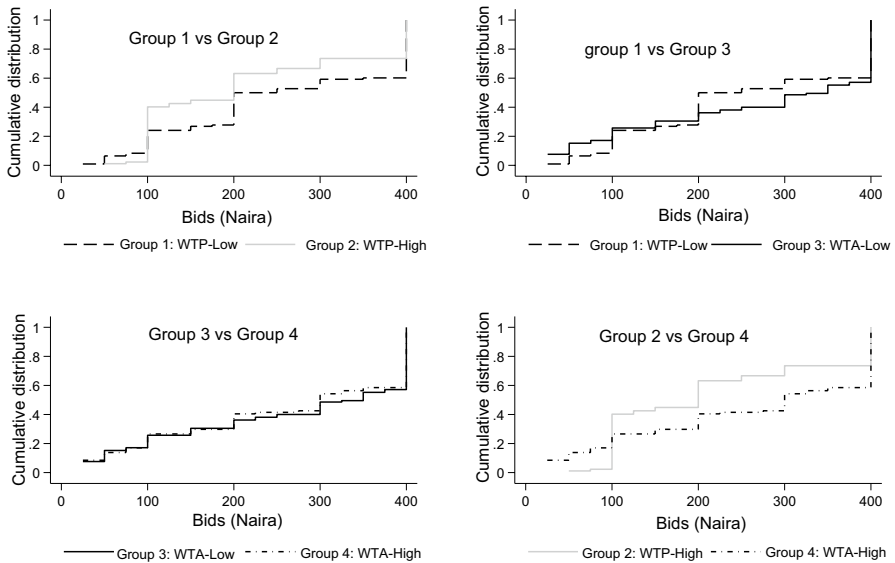 Group 1 vs Group 2
Cumulative distribution
1
.8
.6
.4
.2
0
0 100 200 300 400
Bids (Naira)
Group 1: WTP-Low Group 2: WTP-High
group 1 vs Group 3
Cumulative distribution
1
.8
.6
.4
.2
0
0 100 200 300 400
Bids (Naira)
Group 1: WTP-Low Group 3: WTA-Low
Group 3 vs Group 4
Cumulative distribution
1
.8
.6
.4
.2
0
0 100 200 300 400
Bids (Naira)
Group 3: WTA-Low Group 4: WTA-High
Group 2 vs Group 4
Cumulative distribution
1
.8
.6
.4
.2
0
0 100 200 300 400
Bids (Naira)
Group 2: WTP-High Group 4: WTA-High